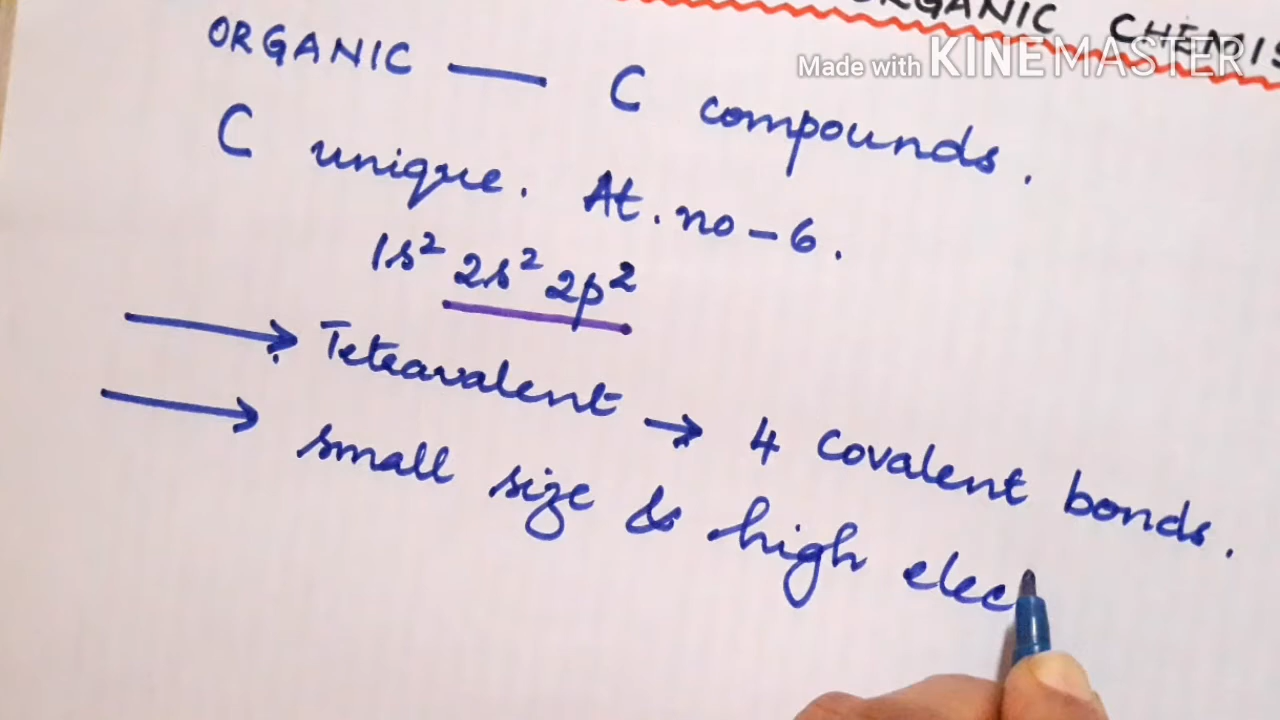 ORGANIC CHEMIS
Made with KINEMASTER
ORGANIC — C compounds.
C unique. At. no - 6.
1s² 2s² 2p²
→ Tetravalent → 4 covalent bonds.
→ small size & high elec